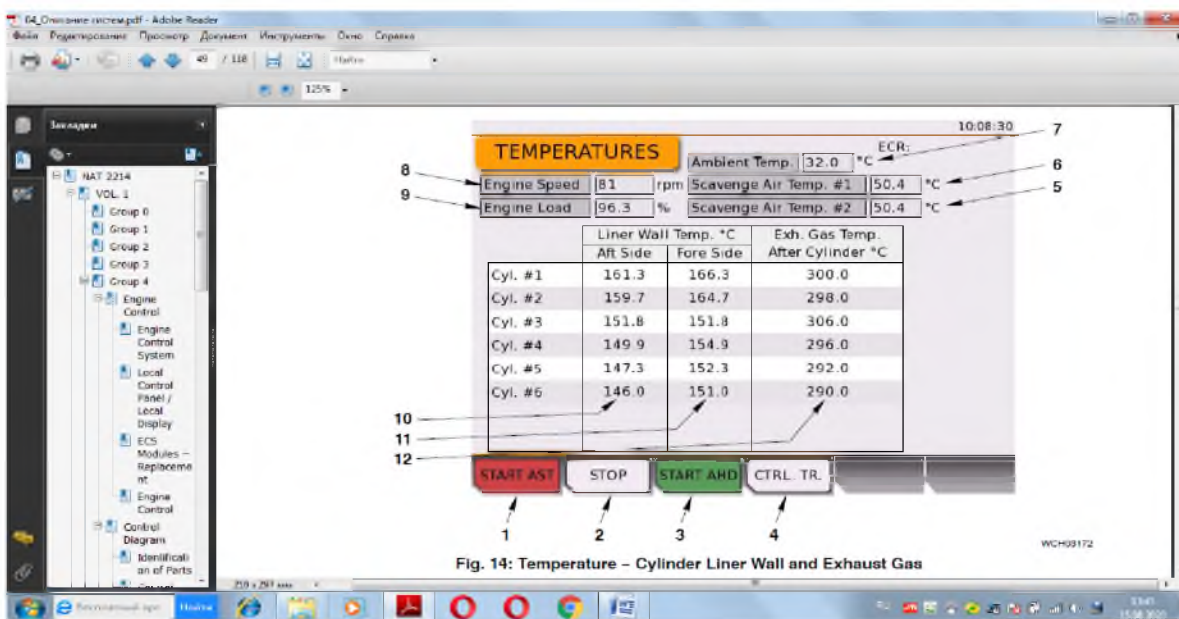 04_Описание систем.pdf - Adobe Reader
Файл Редактирование Просмотр Документ Инструменты Окно Справка
49 / 118 Найти
125%
Закладки
NAT 2214
VOL. 1
Group 0
Group 1
Group 2
Group 3
Group 4
Engine
Control
Engine
Control
System
Local
Control
Panel /
Local
Display
ECS
Modules –
Replaceme
nt
Engine
Control
Control
Diagram
Identificati
on of Parts
10:08:30
7
TEMPERATURES
ECR:
Ambient Temp. 32.0 °C
8 Engine Speed 81 rpm Scavenge Air Temp. #1 50.4 °C 6
9 Engine Load 96.3 % Scavenge Air Temp. #2 50.4 °C 5
Liner Wall Temp. °C Exh. Gas Temp.
Aft Side Fore Side After Cylinder °C
Cyl. #1 161.3 166.3 300.0
Cyl. #2 159.7 164.7 298.0
Cyl. #3 151.8 151.8 306.0
Cyl. #4 149.9 154.9 296.0
Cyl. #5 147.3 152.3 292.0
Cyl. #6 146.0 151.0 290.0
10
11
12
START AST STOP START AHD CTRL. TR.
1 2 3 4
WCH03172
Fig. 14: Temperature – Cylinder Liner Wall and Exhaust Gas
210 x 297 мм
Найти